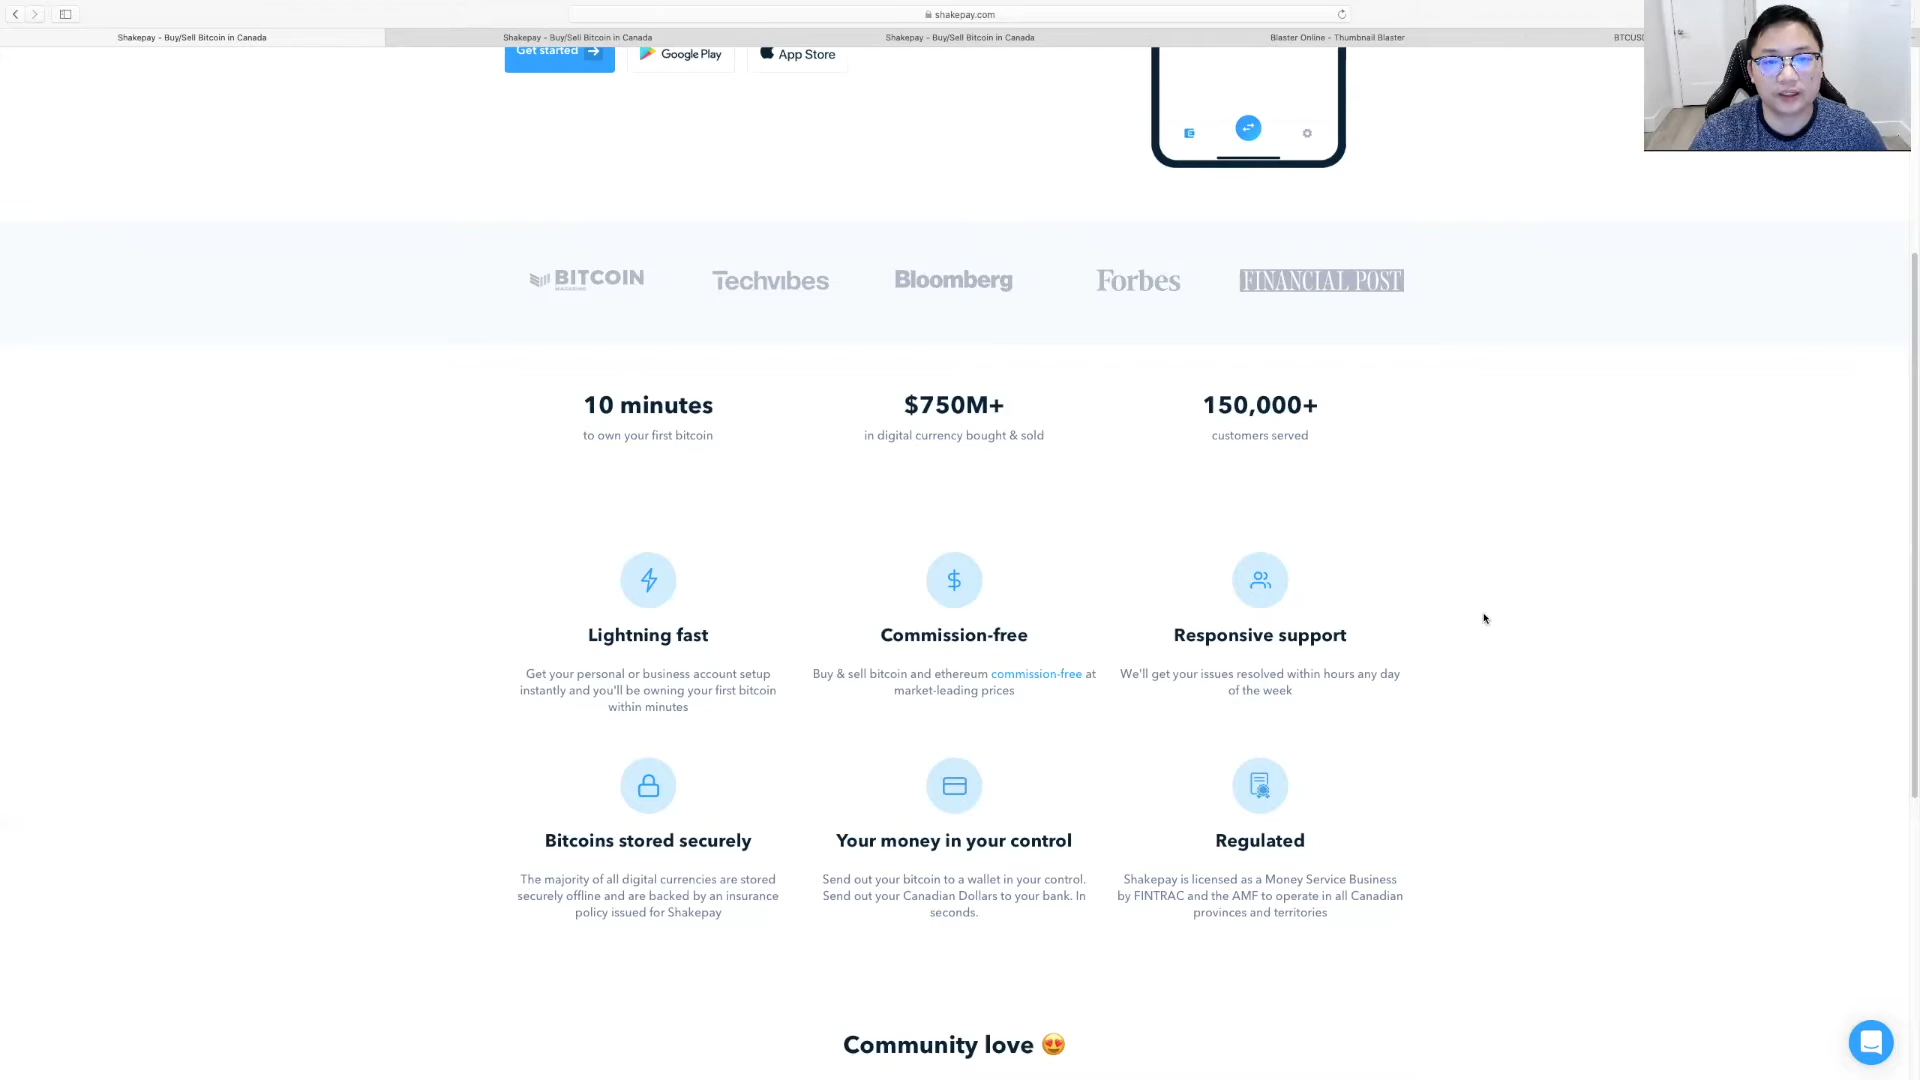 shakepay.com
Shakepay - Buy/Sell Bitcoin in Canada
Shakepay - Buy/Sell Bitcoin in Canada
Shakepay - Buy/Sell Bitcoin in Canada
Blaster Online - Thumbnail Blaster
Get started
Google Play
App Store
BITCOIN
Techvibes
Bloomberg
Forbes
FINANCIAL POST
10 minutes
to own your first bitcoin
$750M+
in digital currency bought & sold
150,000+
customers served
Lightning fast
Get your personal or business account setup
instantly and you'll be owning your first bitcoin
within minutes
Commission-free
Buy & sell bitcoin and ethereum commission-free at
market-leading prices
Responsive support
We'll get your issues resolved within hours any day
of the week
Bitcoins stored securely
The majority of all digital currencies are stored
securely offline and are backed by an insurance
policy issued for Shakepay
Your money in your control
Send out your bitcoin to a wallet in your control.
Send out your Canadian Dollars to your bank. In
seconds.
Regulated
Shakepay is licensed as a Money Service Business
by FINTRAC and the AMF to operate in all Canadian
provinces and territories
Community love